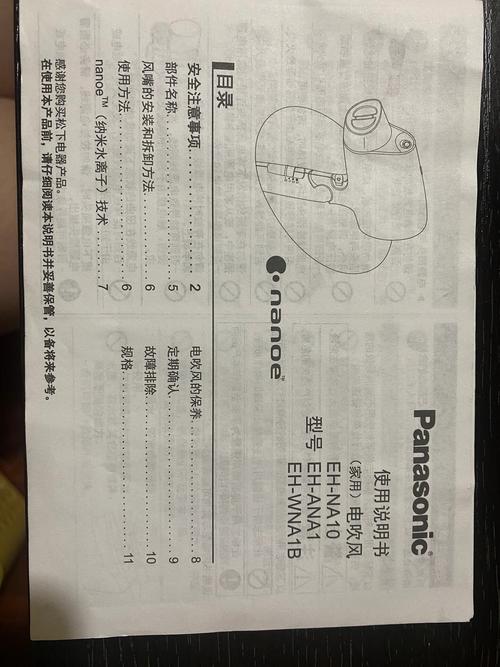 Panasonic®
使用说明书
（家用）电吹风
型号 EH-NA10
EH-ANA1
EH-WNA1B
nanoe™
目录
安全注意事项 2
部件名称 5
风嘴的安装和拆卸方法 6
使用方法 6
nanoe™（纳米水离子）技术 7
电吹风的保养 8
定期确认 9
故障排除 10
规格 11
感谢您购买松下电器产品。
在使用本产品前，请仔细阅读本说明书并妥善保管，以备将来参考。